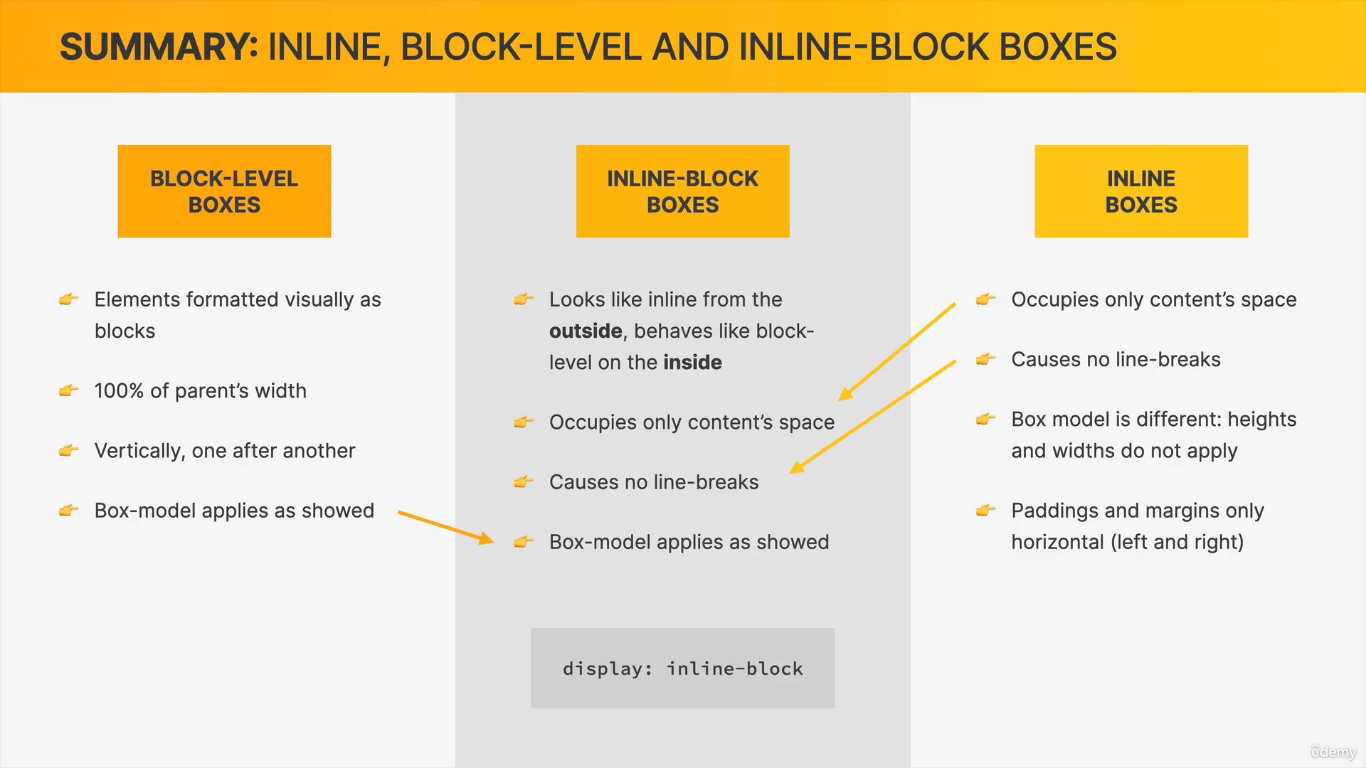 SUMMARY: INLINE, BLOCK-LEVEL AND INLINE-BLOCK BOXES
BLOCK-LEVEL
BOXES
Elements formatted visually as
blocks
100% of parent’s width
Vertically, one after another
Box-model applies as showed
INLINE-BLOCK
BOXES
Looks like inline from the
outside, behaves like block-
level on the inside
Occupies only content’s space
Causes no line-breaks
Box-model applies as showed
display: inline-block
INLINE
BOXES
Occupies only content’s space
Causes no line-breaks
Box model is different: heights
and widths do not apply
Paddings and margins only
horizontal (left and right)
ûdemy